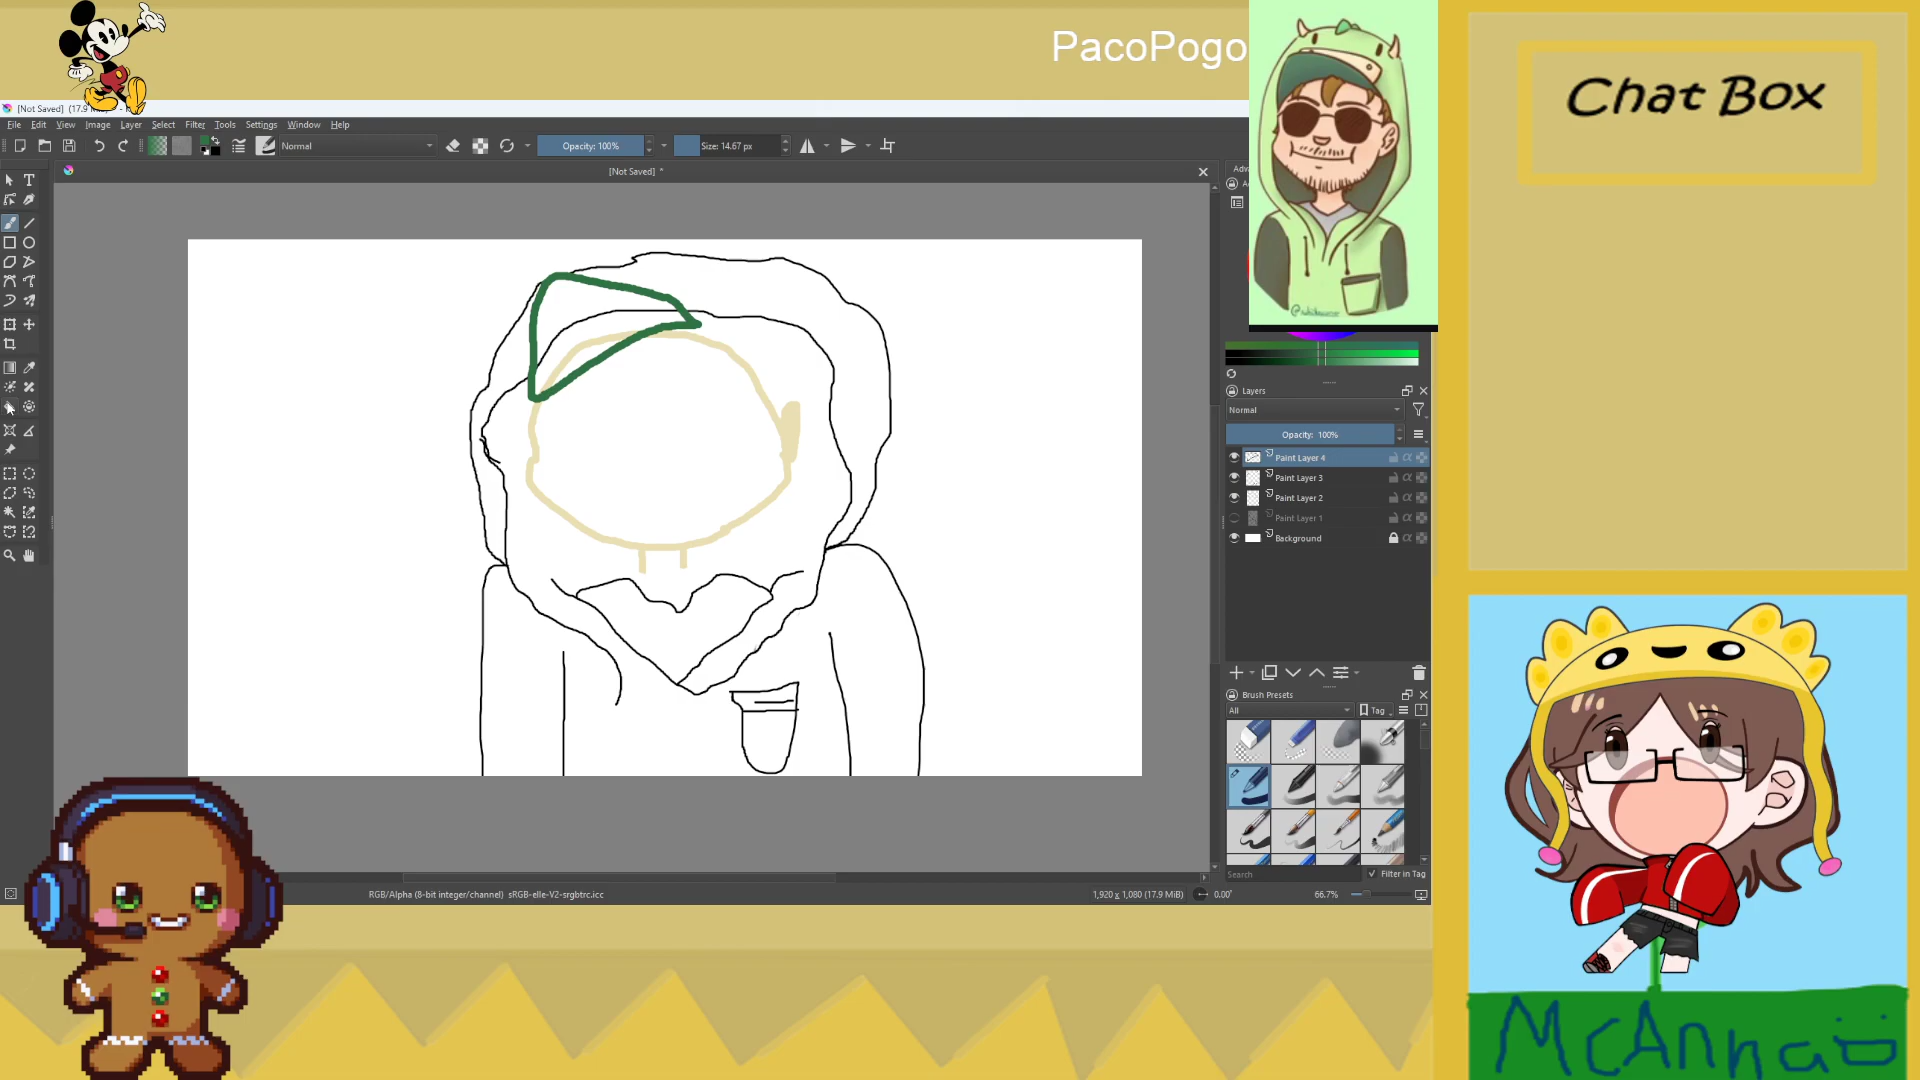 PacoPogo
Chat Box
[Not Saved] (17.9
File Edit View Image Layer Select Filter Tools Settings Window Help
Normal
Opacity: 100%
Size: 14.67 px
[Not Saved] *
Layers
Normal
Opacity: 100%
Paint Layer 4
Paint Layer 3
Paint Layer 2
Paint Layer 1
Background
Brush Presets
All
Tag
Search
Filter in Tag
RGB/Alpha (8-bit integer/channel) sRGB-elle-V2-srgbtrc.icc
1,920 x 1,080 (17.9 MiB)
0.00°
66.7%
McAnna